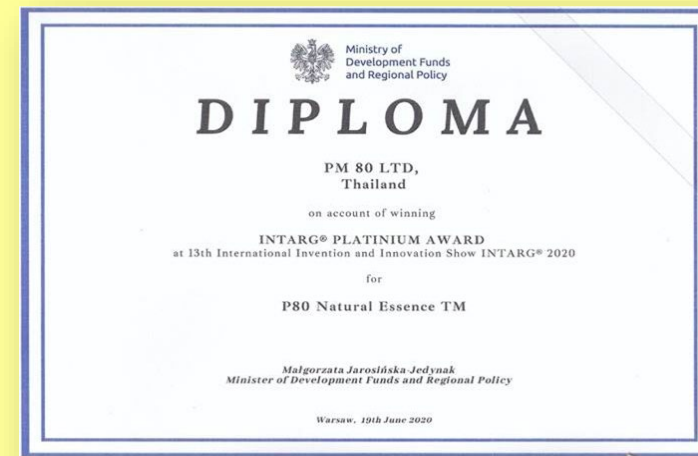 Ministry of
Development Funds
and Regional Policy
DIPLOMA
PM 80 LTD,
Thailand
on account of winning
INTARG® PLATINIUM AWARD
at 13th International Invention and Innovation Show INTARG® 2020
for
P80 Natural Essence TM
Małgorzata Jarosińska-Jedynak
Minister of Development Funds and Regional Policy
Warsaw, 19th June 2020